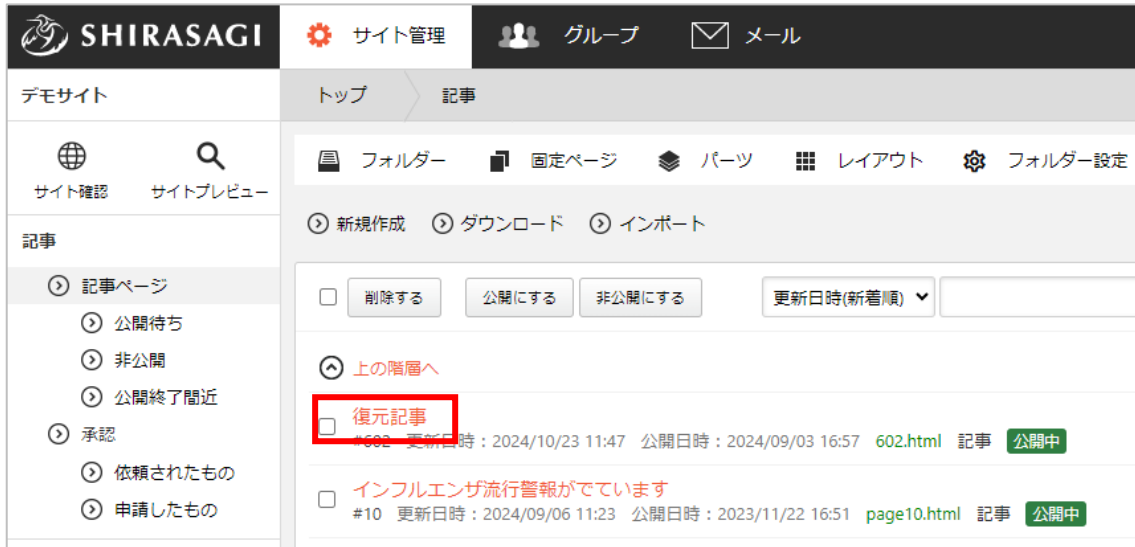 SHIRASAGI サイト管理 グループ メール
デモサイト
トップ 記事
サイト確認 サイトプレビュー
フォルダー 固定ページ パーツ レイアウト フォルダー設定
記事
新規作成 ダウンロード インポート
記事ページ
公開待ち
非公開
公開終了間近
承認
依頼されたもの
申請したもの
削除する 公開にする 非公開にする 更新日時(新着順)
上の階層へ
復元記事
#602 更新日時：2024/10/23 11:47 公開日時：2024/09/03 16:57 602.html 記事 公開中
インフルエンザ流行警報がでています
#10 更新日時：2024/09/06 11:23 公開日時：2023/11/22 16:51 page10.html 記事 公開中